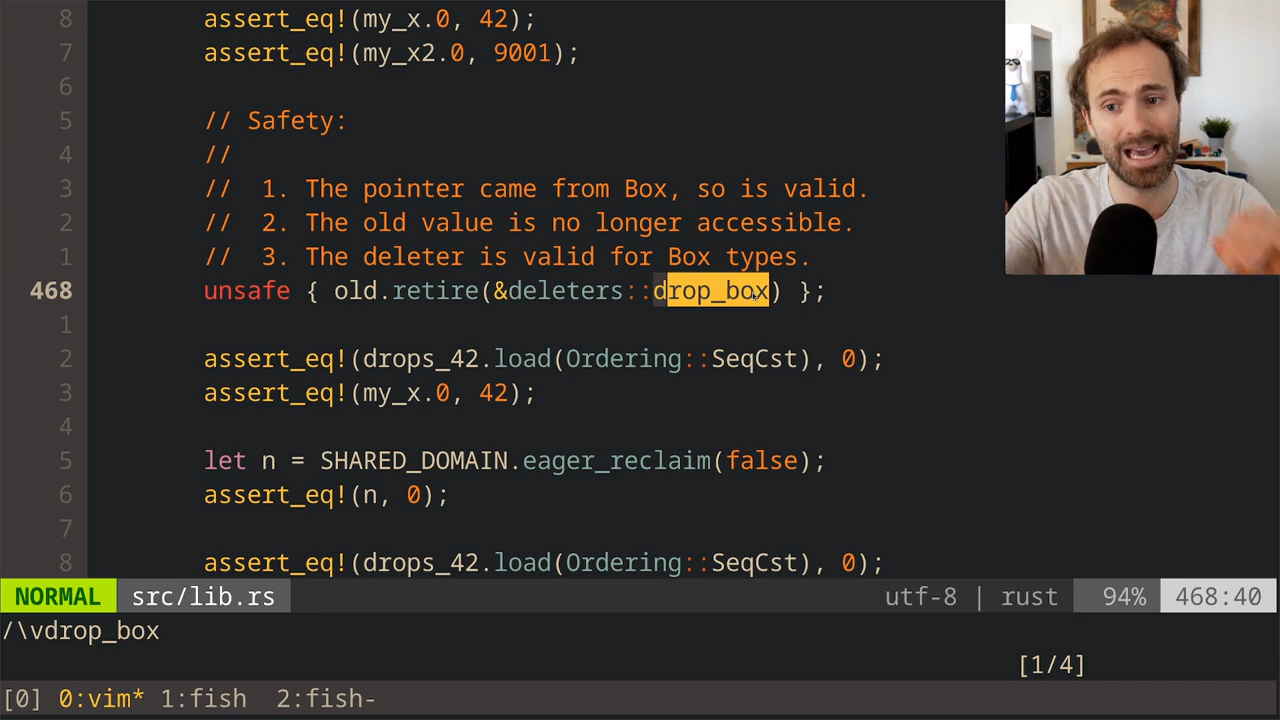 8 assert_eq!(my_x.0, 42);
7 assert_eq!(my_x2.0, 9001);
6
5 // Safety:
4 //
3 //  1. The pointer came from Box, so is valid.
2 //  2. The old value is no longer accessible.
1 //  3. The deleter is valid for Box types.
468 unsafe { old.retire(&deleters::drop_box) };
1
2 assert_eq!(drops_42.load(Ordering::SeqCst), 0);
3 assert_eq!(my_x.0, 42);
4
5 let n = SHARED_DOMAIN.eager_reclaim(false);
6 assert_eq!(n, 0);
7
8 assert_eq!(drops_42.load(Ordering::SeqCst), 0);
NORMAL src/lib.rs utf-8 | rust 94% 468:40
/\vdrop_box
[1/4]
[0] 0:vim* 1:fish 2:fish-